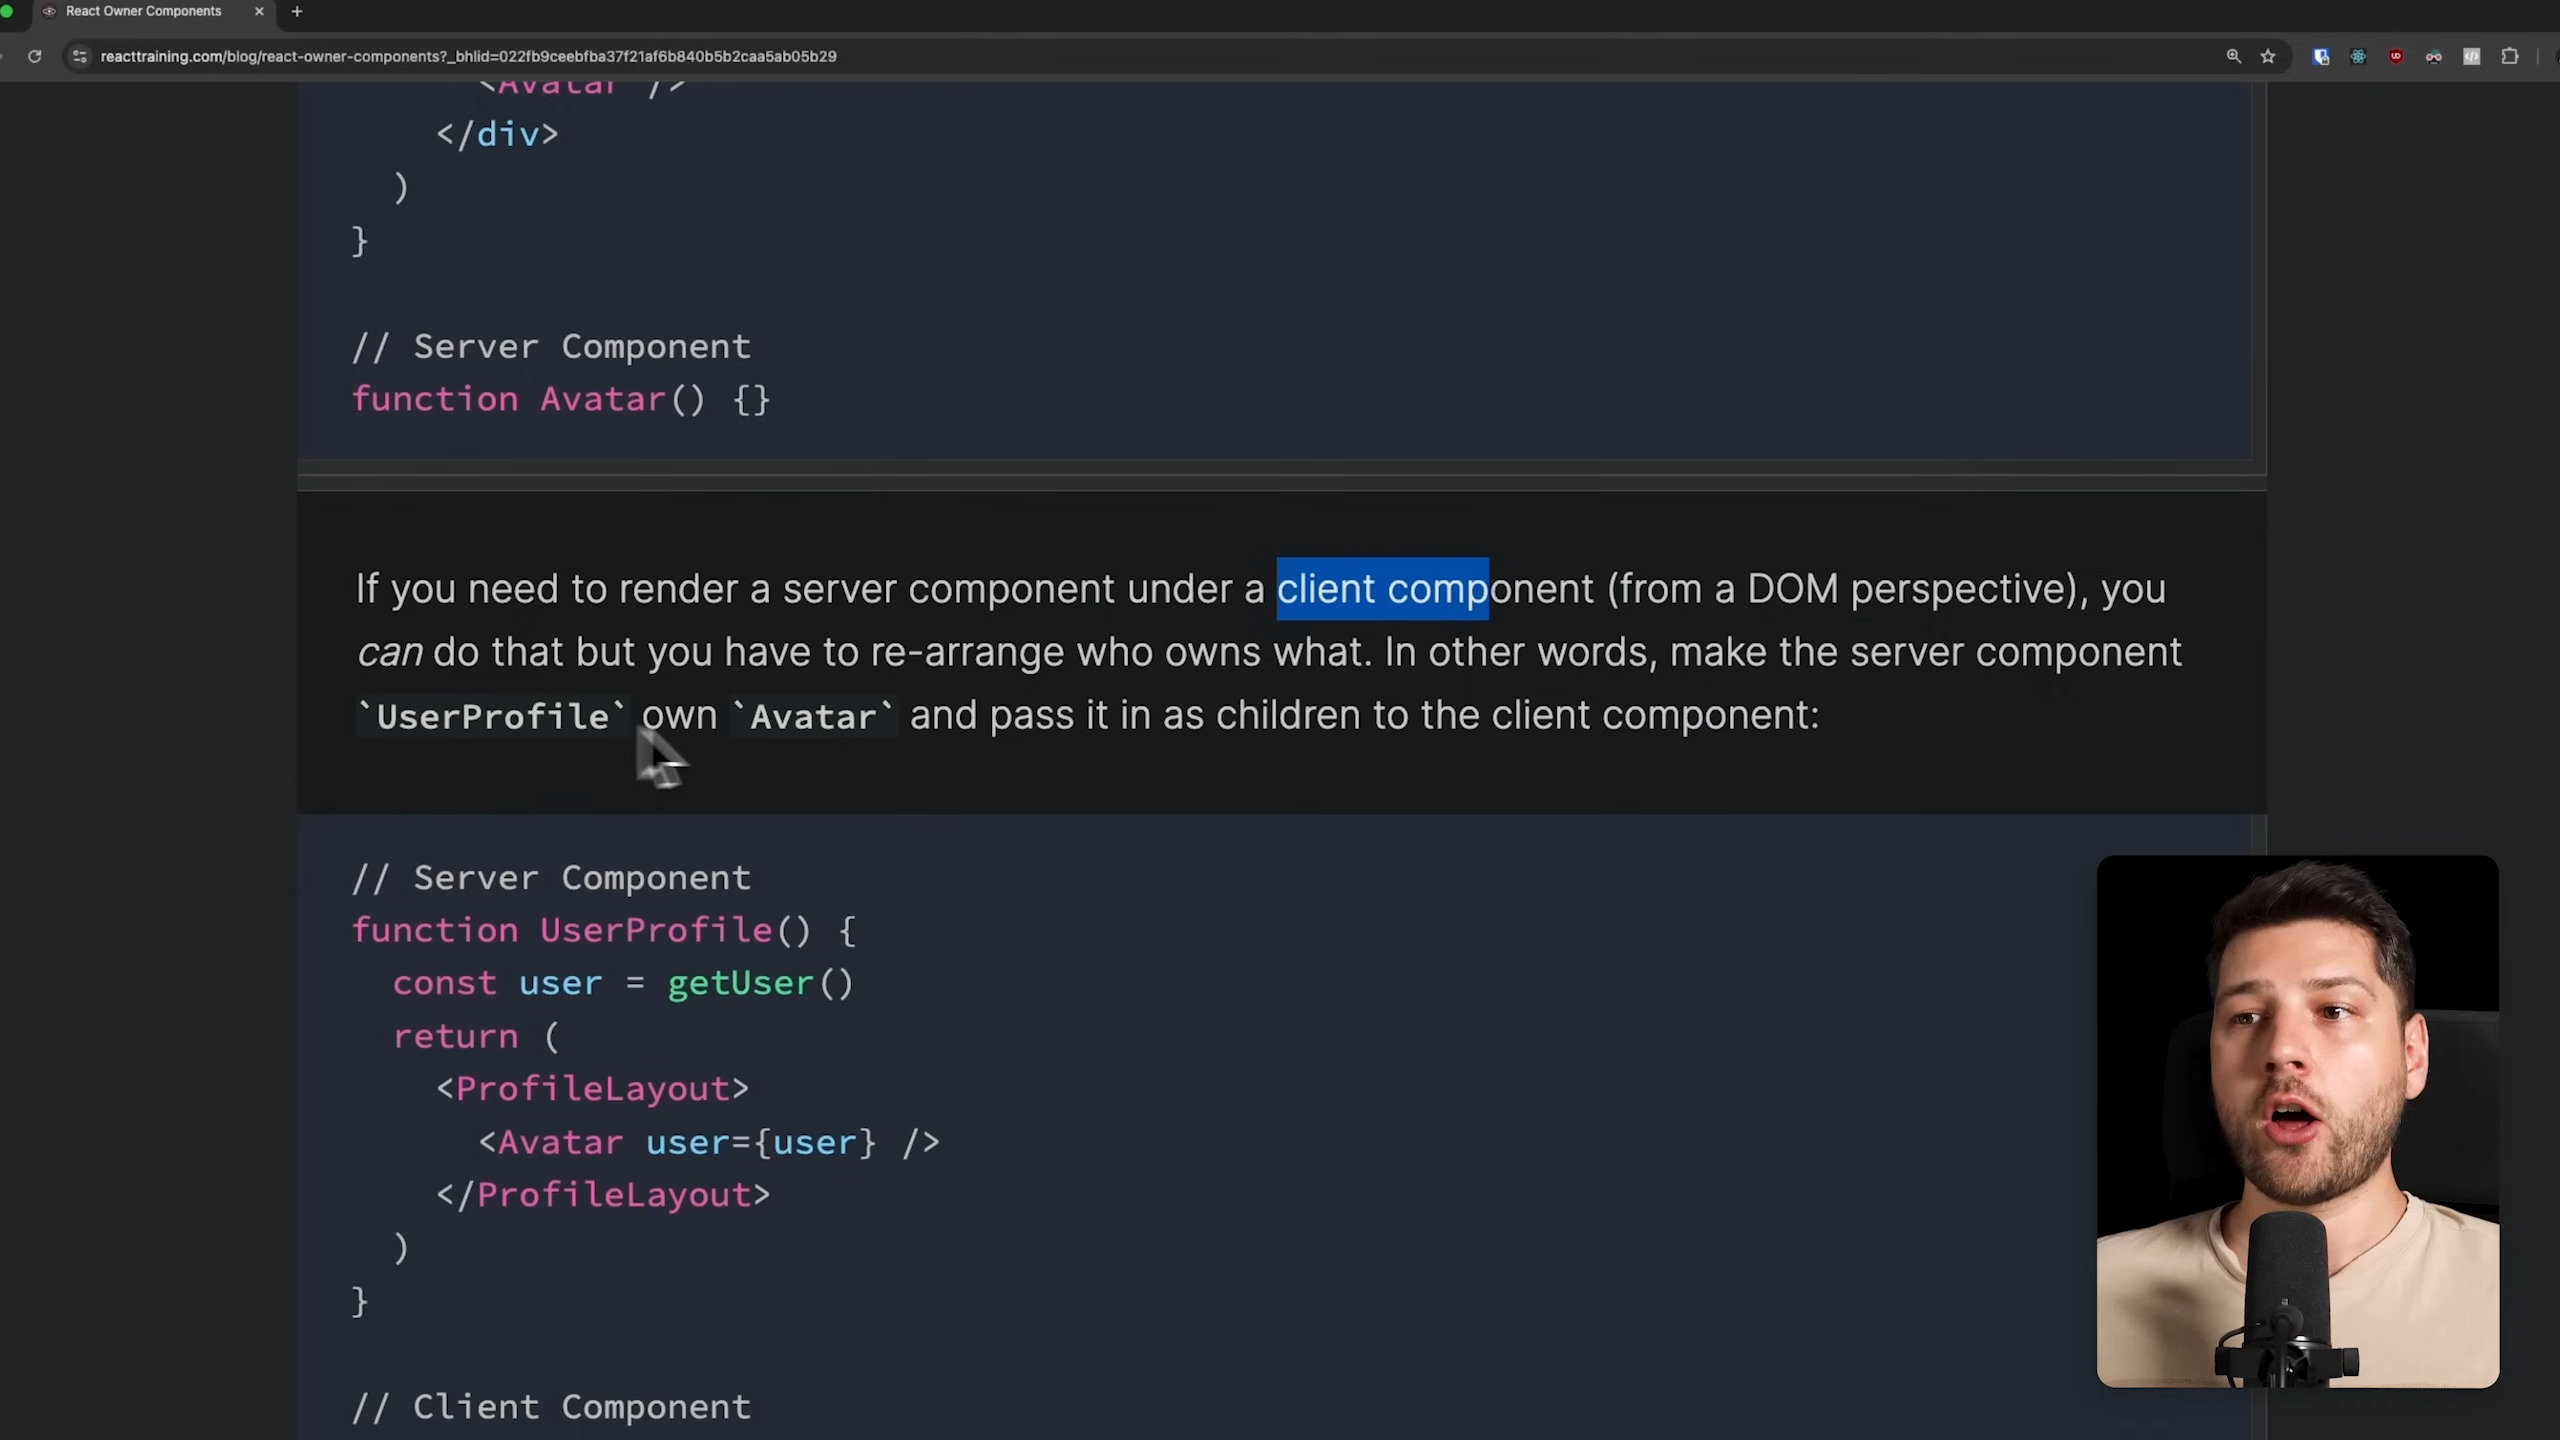 React Owner Components
reacttraining.com/blog/react-owner-components?_bhlid=022fb9ceebfba37f21af6b840b5b2caa5ab05b29
<Avatar />
</div>
)
}
// Server Component
function Avatar() {}
If you need to render a server component under a client component (from a DOM perspective), you
can do that but you have to re-arrange who owns what. In other words, make the server component
`UserProfile` own `Avatar` and pass it in as children to the client component:
// Server Component
function UserProfile() {
const user = getUser()
return (
<ProfileLayout>
<Avatar user={user} />
</ProfileLayout>
)
}
// Client Component